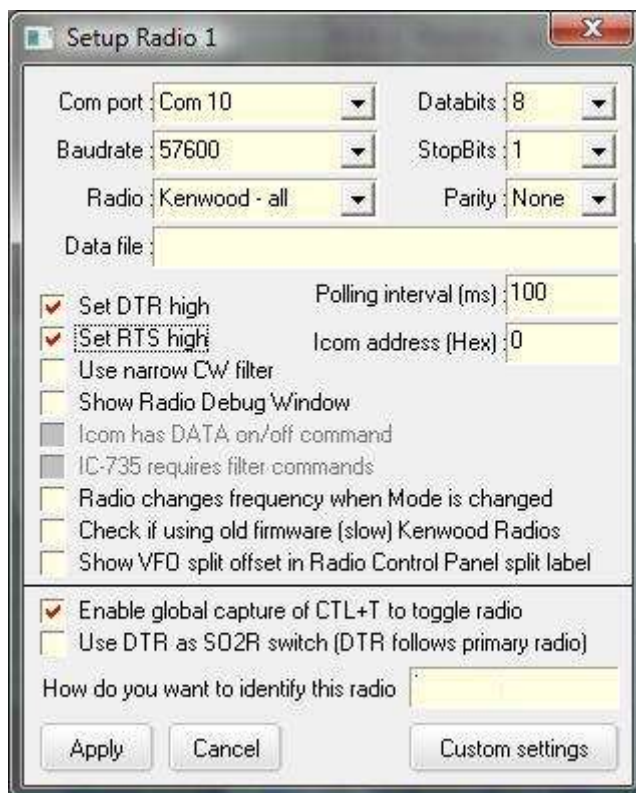 Setup Radio 1
Com port : Com 10 Databits : 8
Baudrate : 57600 StopBits : 1
Radio : Kenwood - all Parity : None
Data file :
Set DTR high Polling interval (ms) : 100
Set RTS high Icom address (Hex) : 0
Use narrow CW filter
Show Radio Debug Window
Icom has DATA on/off command
IC-735 requires filter commands
Radio changes frequency when Mode is changed
Check if using old firmware (slow) Kenwood Radios
Show VFO split offset in Radio Control Panel split label
Enable global capture of CTL+T to toggle radio
Use DTR as SO2R switch (DTR follows primary radio)
How do you want to identify this radio
Apply Cancel Custom settings